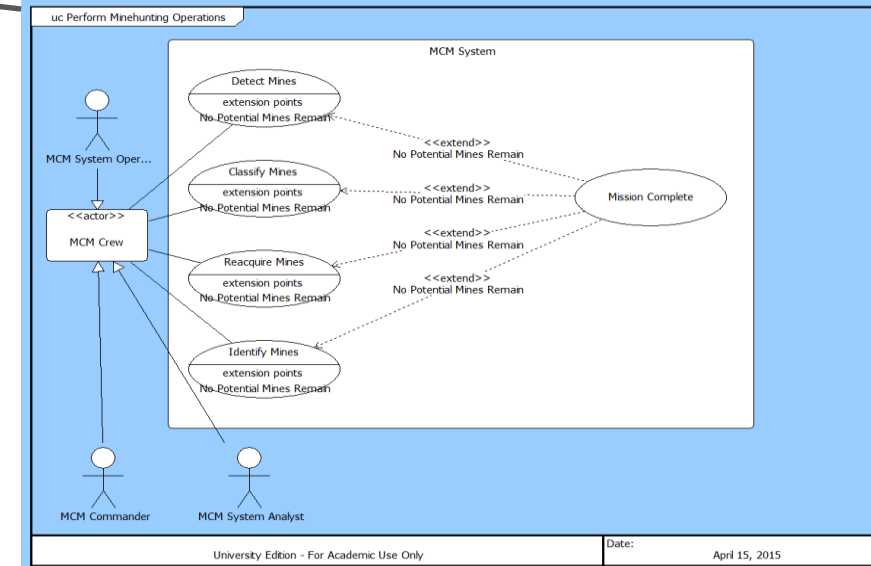 uc Perform Minehunting Operations
MCM System
Detect Mines
extension points
No Potential Mines Remain
<<extend>>
No Potential Mines Remain
MCM System Oper...
Classify Mines
extension points
No Potential Mines Remain
<<extend>>
No Potential Mines Remain
Mission Complete
<<actor>>
MCM Crew
<<extend>>
No Potential Mines Remain
Reacquire Mines
extension points
No Potential Mines Remain
<<extend>>
No Potential Mines Remain
Identify Mines
extension points
No Potential Mines Remain
MCM Commander
MCM System Analyst
University Edition - For Academic Use Only
Date:
April 15, 2015